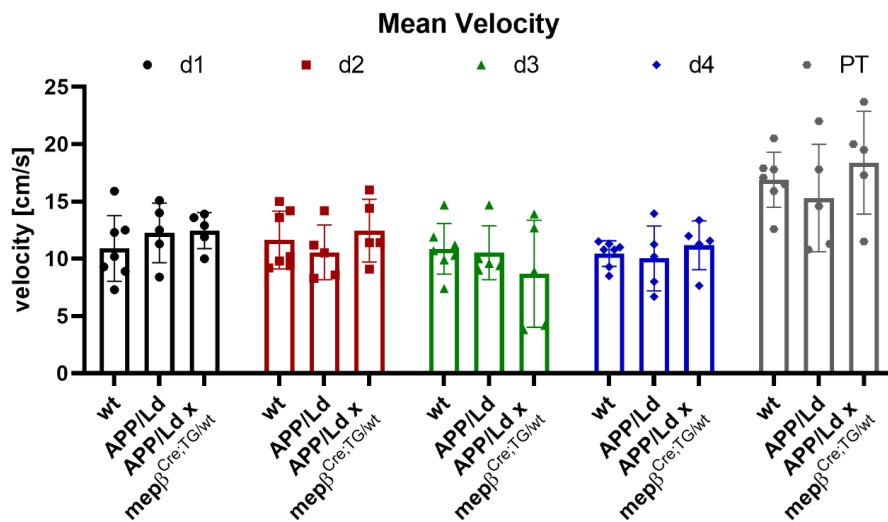 Mean Velocity
d1 d2 d3 d4 PT
velocity [cm/s]
25
20
15
10
5
0
wt
APP/Ld
APP/Ld x
mepβCre;TG/wt
wt
APP/Ld
APP/Ld x
mepβCre;TG/wt
wt
APP/Ld
APP/Ld x
mepβCre;TG/wt
wt
APP/Ld
APP/Ld x
mepβCre;TG/wt
wt
APP/Ld
APP/Ld x
mepβCre;TG/wt